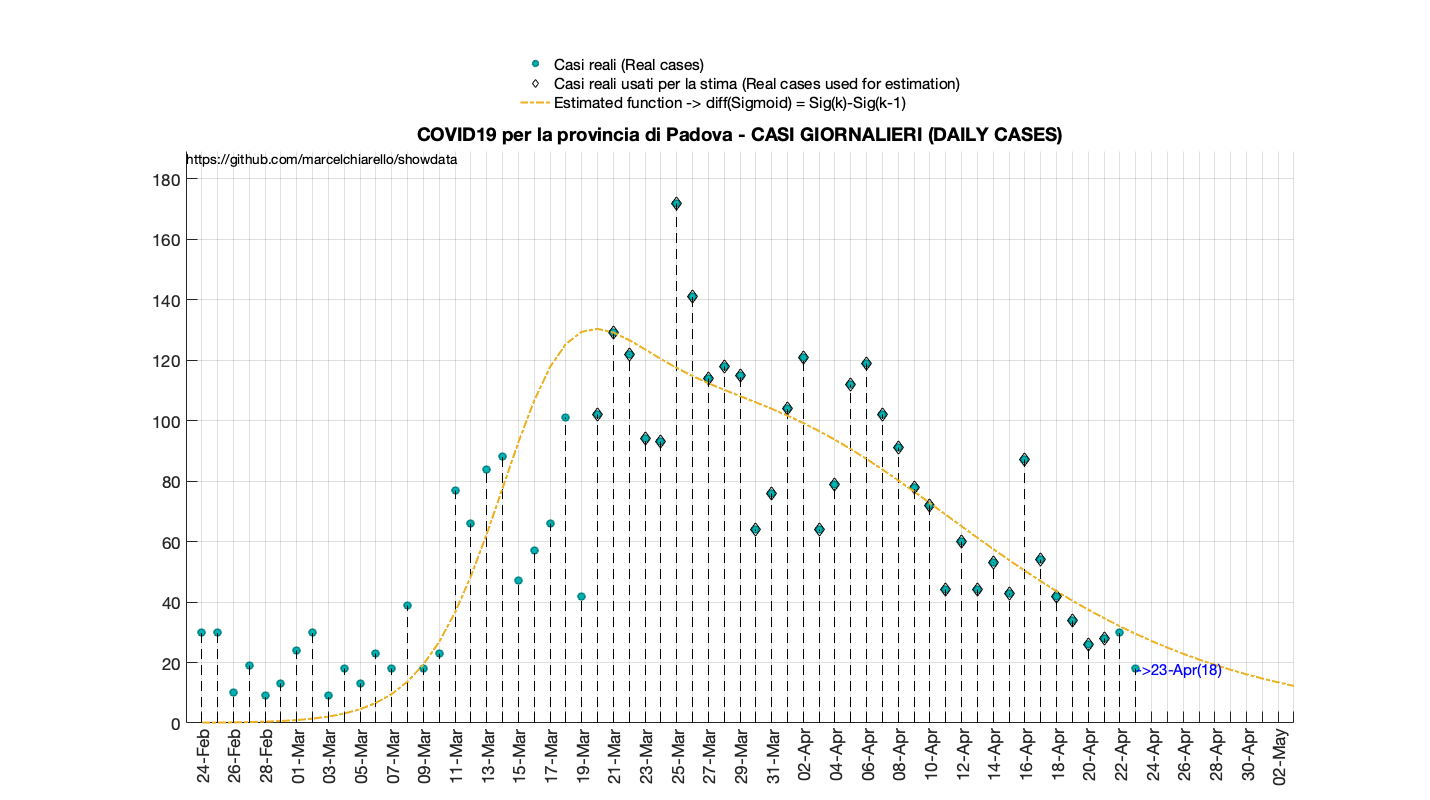 Casi reali (Real cases)
Casi reali usati per la stima (Real cases used for estimation)
Estimated function -> diff(Sigmoid) = Sig(k)-Sig(k-1)
COVID19 per la provincia di Padova - CASI GIORNALIERI (DAILY CASES)
https://github.com/marcelchiarello/showdata
180
160
140
120
100
80
60
40
20
0
->23-Apr(18)
24-Feb
26-Feb
28-Feb
01-Mar
03-Mar
05-Mar
07-Mar
09-Mar
11-Mar
13-Mar
15-Mar
17-Mar
19-Mar
21-Mar
23-Mar
25-Mar
27-Mar
29-Mar
31-Mar
02-Apr
04-Apr
06-Apr
08-Apr
10-Apr
12-Apr
14-Apr
16-Apr
18-Apr
20-Apr
22-Apr
24-Apr
26-Apr
28-Apr
30-Apr
02-May